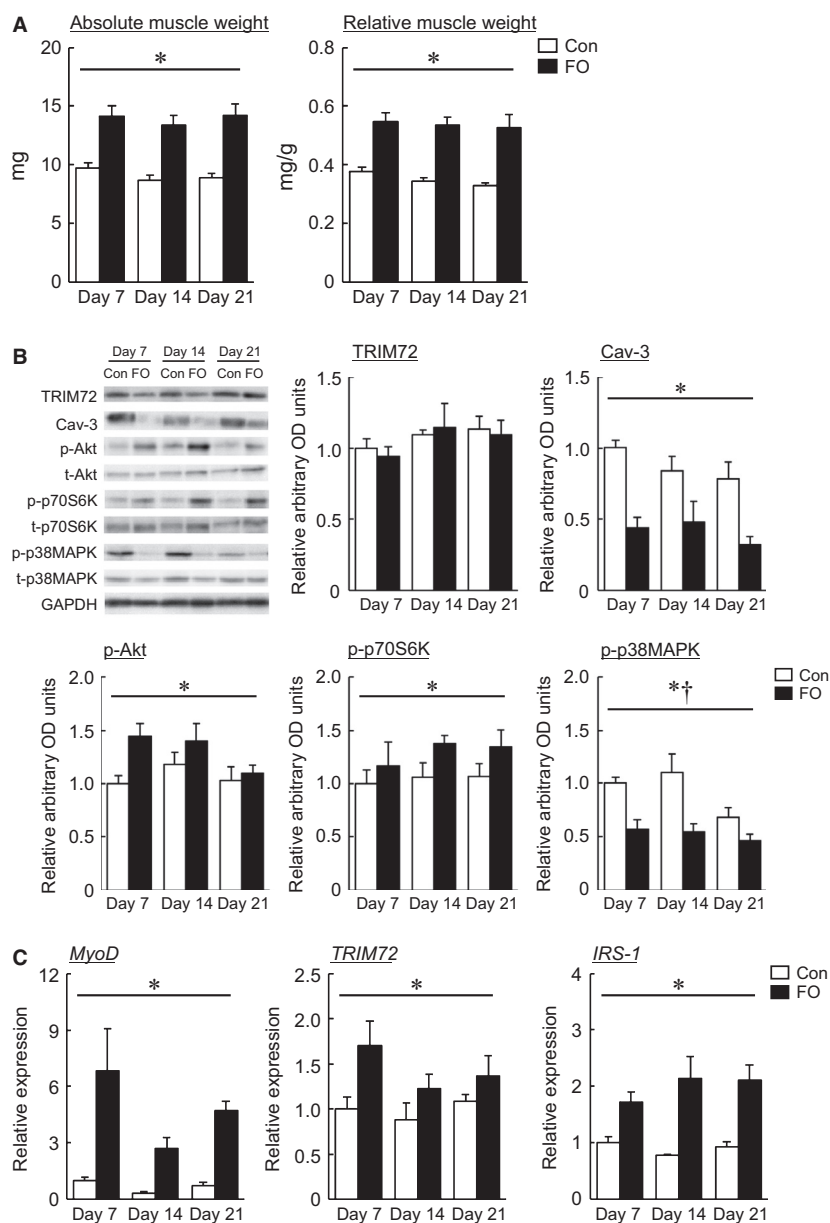 A
Absolute muscle weight
Relative muscle weight
Con
FO
20
15
10
5
0
mg
*
Day 7 Day 14 Day 21
0.8
0.6
0.4
0.2
0
mg/g
*
Day 7 Day 14 Day 21
B
Day 7 Day 14 Day 21
Con FO Con FO Con FO
TRIM72
Cav-3
p-Akt
t-Akt
p-p70S6K
t-p70S6K
p-p38MAPK
t-p38MAPK
GAPDH
TRIM72
Relative arbitrary OD units
1.5
1.0
0.5
0
Day 7 Day 14 Day 21
Cav-3
Relative arbitrary OD units
1.5
1.0
0.5
0
*
Day 7 Day 14 Day 21
p-Akt
Relative arbitrary OD units
2.0
1.5
1.0
0.5
0
*
Day 7 Day 14 Day 21
p-p70S6K
Relative arbitrary OD units
2.0
1.5
1.0
0.5
0
*
Day 7 Day 14 Day 21
p-p38MAPK
Relative arbitrary OD units
2.0
1.5
1.0
0.5
0
*†
Day 7 Day 14 Day 21
Con
FO
C
MyoD
Relative expression
12
9
6
3
0
*
Day 7 Day 14 Day 21
TRIM72
Relative expression
2.5
2.0
1.5
1.0
0.5
0
*
Day 7 Day 14 Day 21
IRS-1
Relative expression
4
3
2
1
0
*
Day 7 Day 14 Day 21
Con
FO